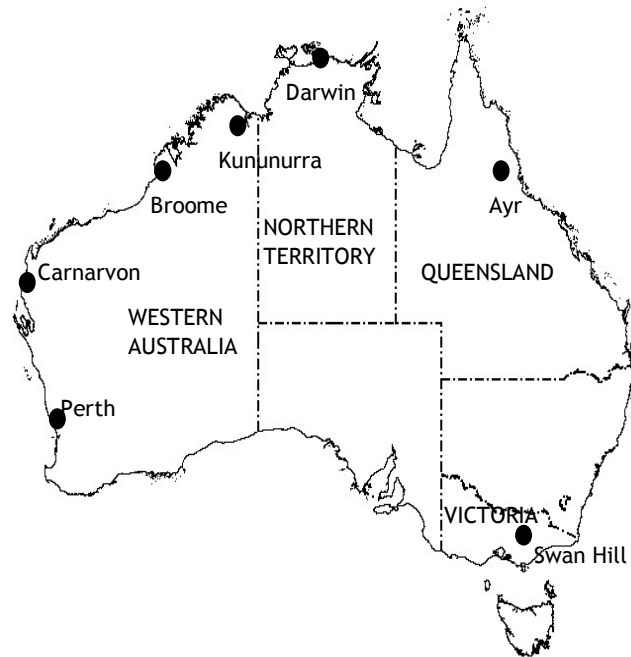 Darwin
Kununurra
Broome
Ayr
NORTHERN
TERRITORY
Carnarvon
QUEENSLAND
WESTERN
AUSTRALIA
Perth
VICTORIA
Swan Hill